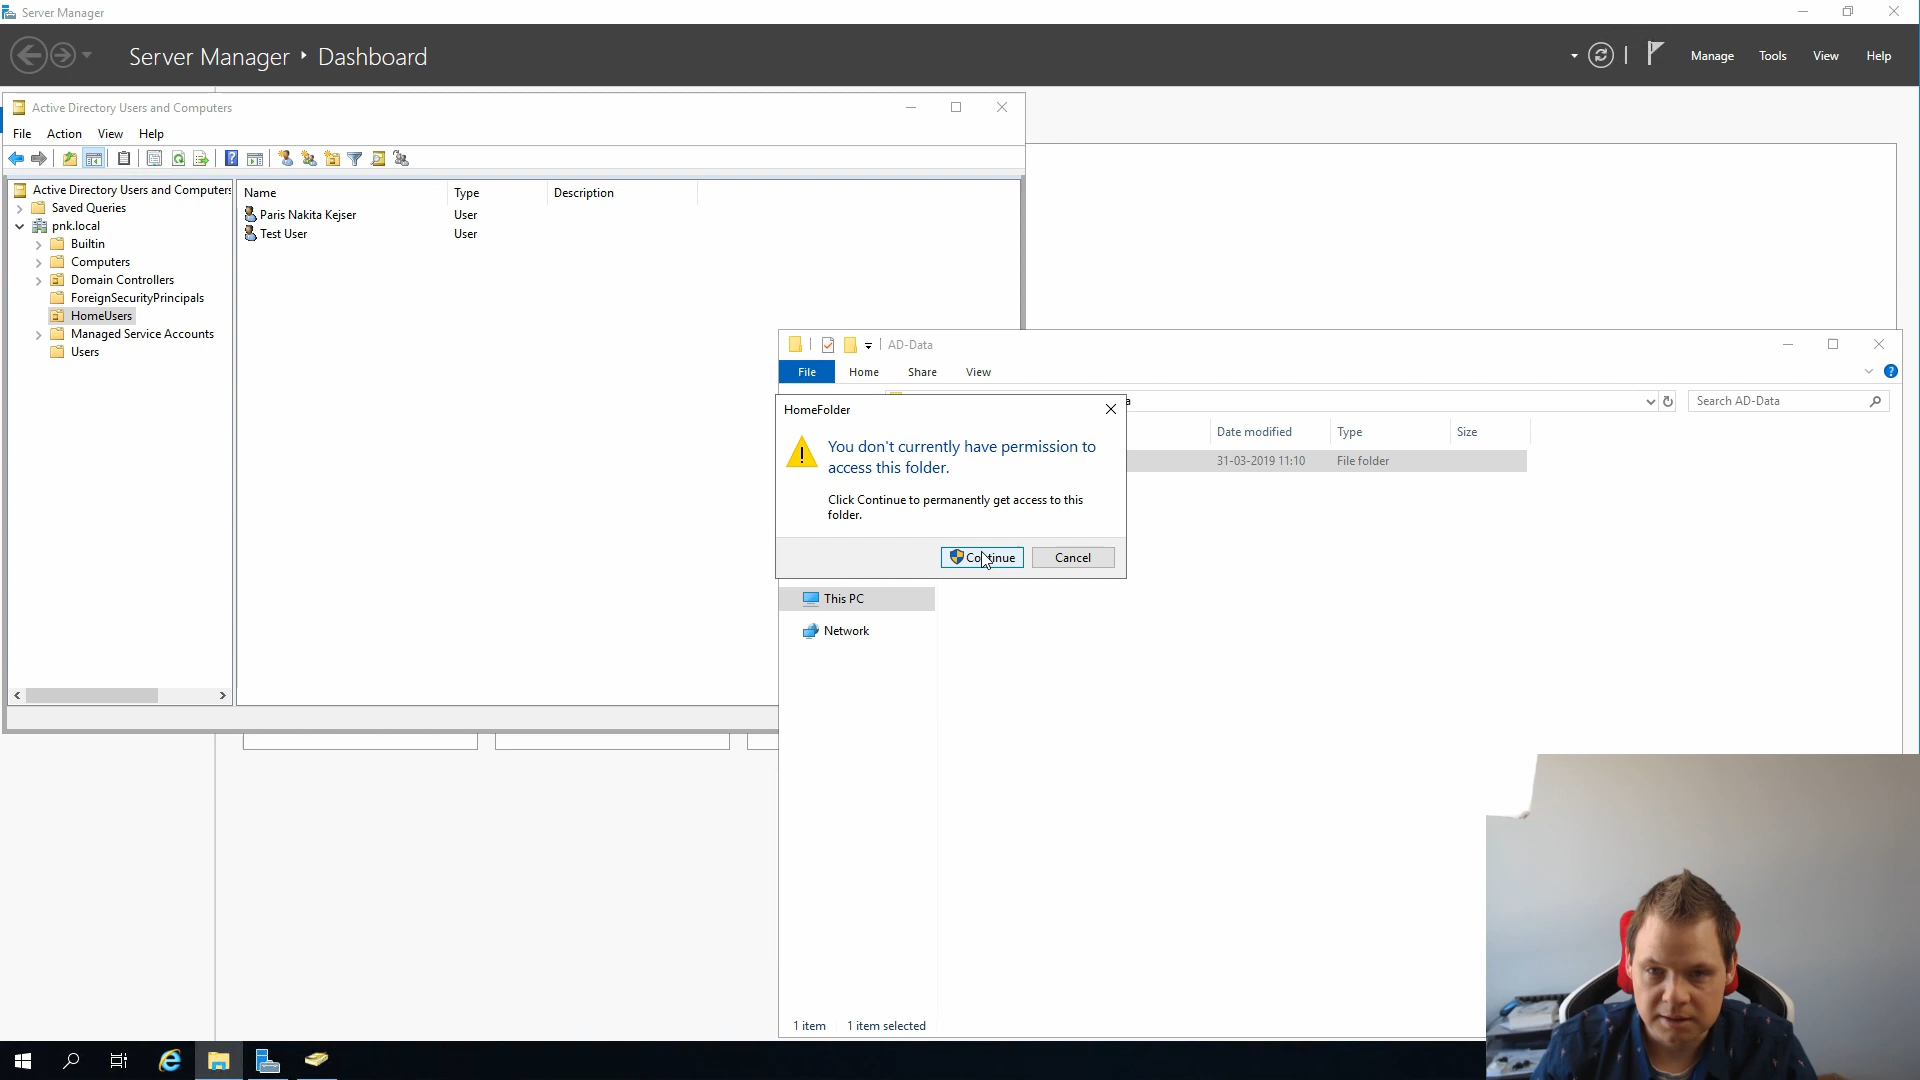 Server Manager
Server Manager ‣ Dashboard
Manage Tools View Help
Active Directory Users and Computers
File Action View Help
Active Directory Users and Computers
Saved Queries
pnk.local
Builtin
Computers
Domain Controllers
ForeignSecurityPrincipals
HomeUsers
Managed Service Accounts
Users
Name Type Description
Paris Nakita Kejser User
Test User User
AD-Data
File Home Share View
Search AD-Data
Date modified Type Size
31-03-2019 11:10 File folder
HomeFolder
You don't currently have permission to
access this folder.
Click Continue to permanently get access to this
folder.
Continue Cancel
This PC
Network
1 item 1 item selected